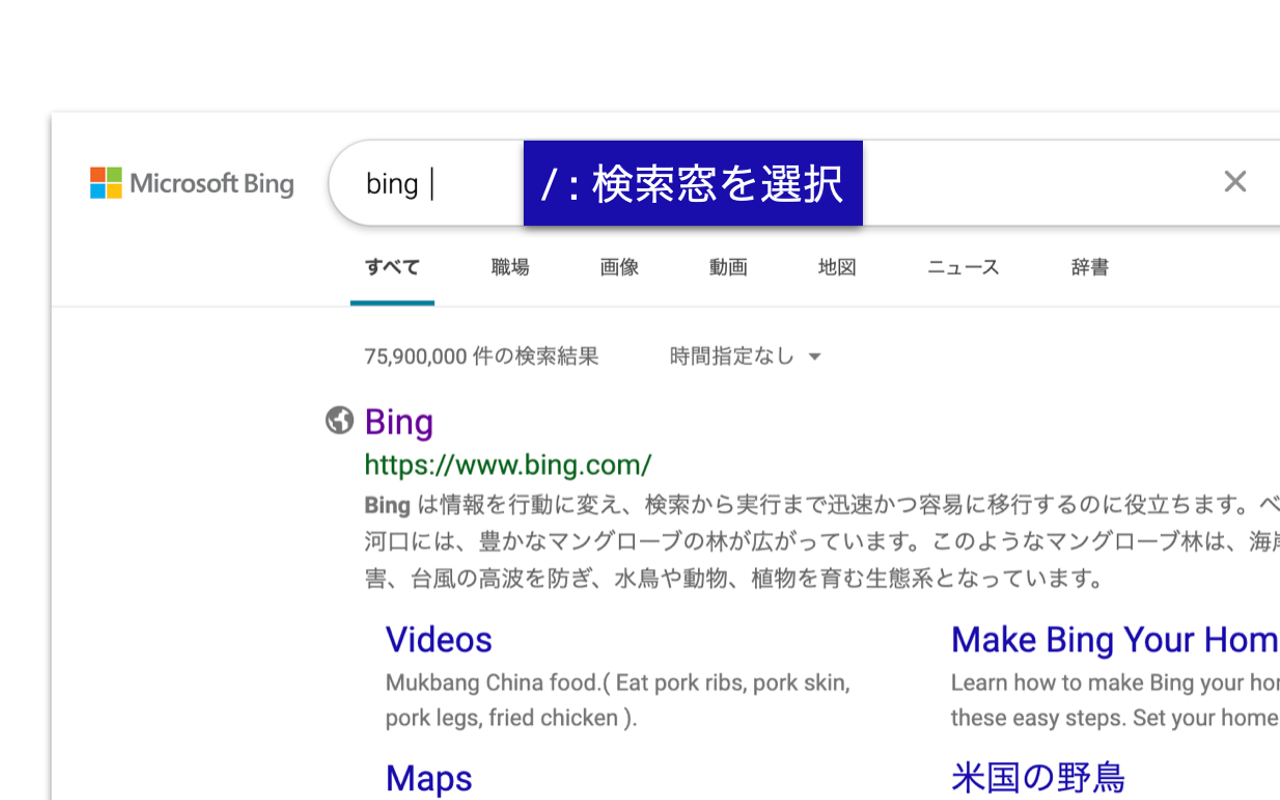 Microsoft Bing
bing
/ : 検索窓を選択
すべて 職場 画像 動画 地図 ニュース 辞書
75,900,000 件の検索結果 時間指定なし
Bing
https://www.bing.com/
Bing は情報を行動に変え、検索から実行まで迅速かつ容易に移行するのに役立ちます。ベ
河口には、豊かなマングローブの林が広がっています。このようなマングローブ林は、海岸
害、台風の高波を防ぎ、水鳥や動物、植物を育む生態系となっています。
Videos
Mukbang China food.( Eat pork ribs, pork skin,
pork legs, fried chicken ).
Make Bing Your Hom
Learn how to make Bing your hor
these easy steps. Set your home
Maps
米国の野鳥